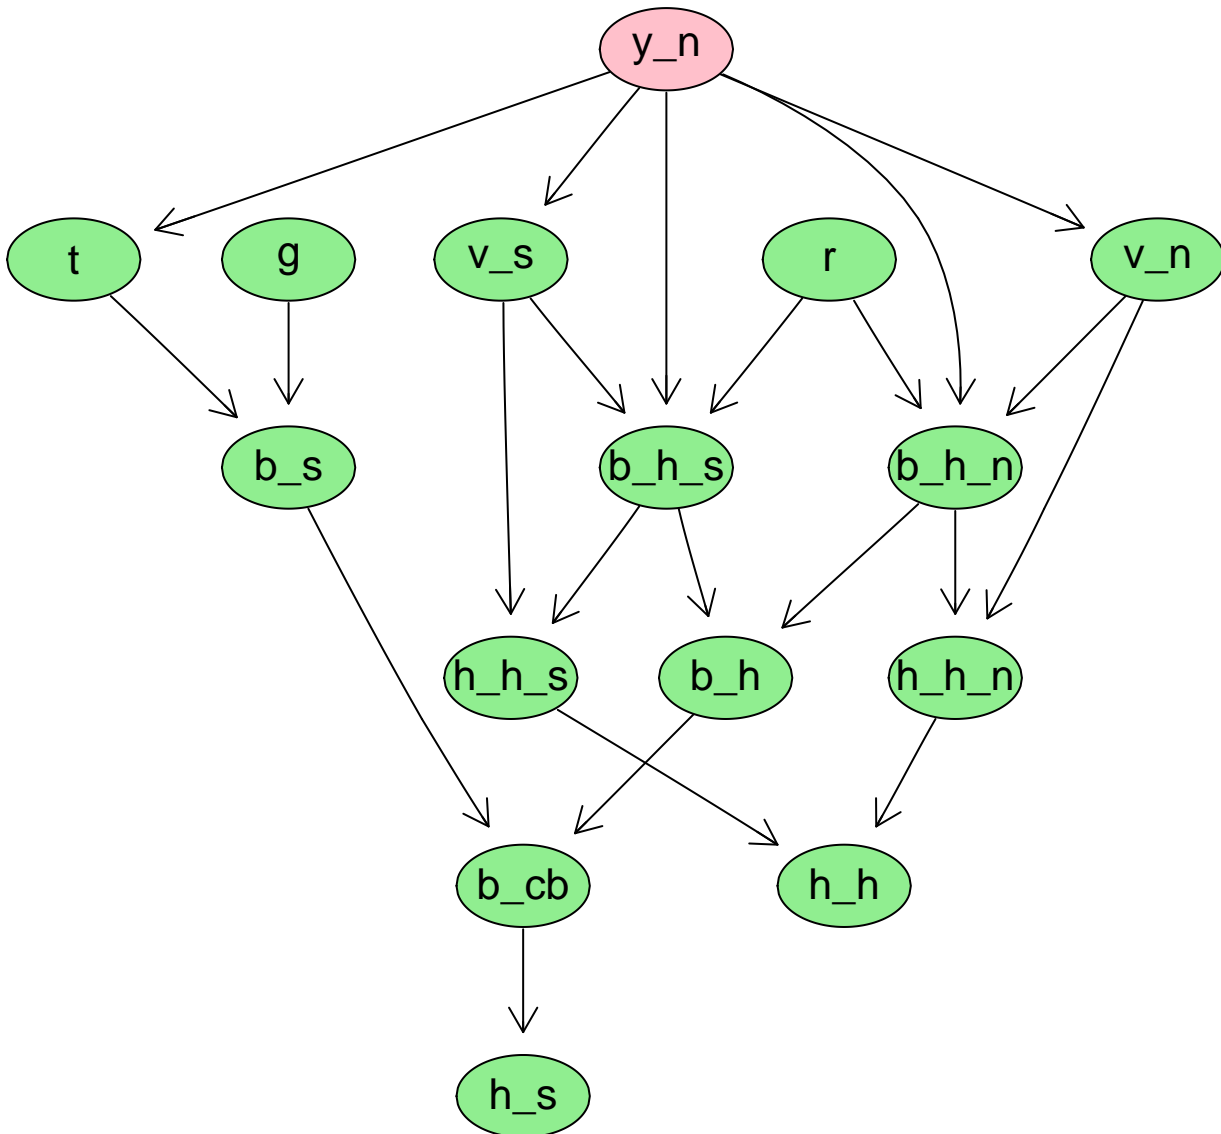 y_n
t g v_s r v_n
b_s b_h_s b_h_n
h_h_s b_h h_h_n
b_cb h_h
h_s